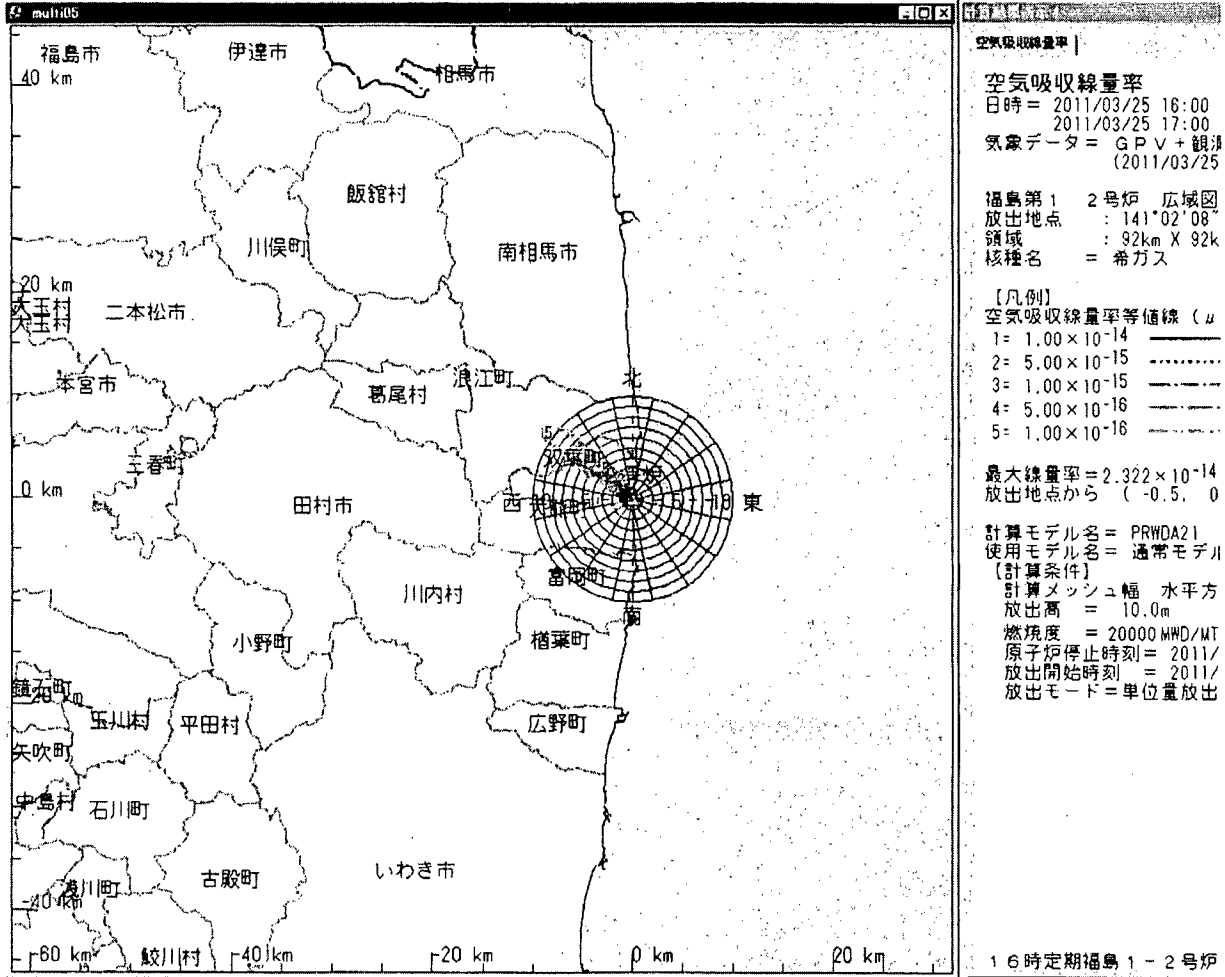 multi05
福島市
伊達市
相馬市
40 km
飯舘村
川俣町
南相馬市
20 km
大玉村
大玉村
二本松市
本宮市
葛尾村
浪江町
北
三春町
双葉町
0 km
田村市
西
東
富岡町
川内村
南
小野町
楢葉町
鏡石町
玉川村
平田村
広野町
矢吹町
中島村
石川町
浅川町
古殿町
いわき市
-40 km
鮫川村
-60 km
-40 km
-20 km
0 km
20 km
空気吸収線量率
空気吸収線量率
日時= 2011/03/25 16:00
2011/03/25 17:00
気象データ= GPV+観測
(2011/03/25
福島第1 2号炉 広域図
放出地点 : 141°02'08"
領域 : 92km X 92k
核種名 = 希ガス
【凡例】
空気吸収線量率等値線 (μ
1= 1.00×10-14
2= 5.00×10-15
3= 1.00×10-15
4= 5.00×10-16
5= 1.00×10-16
最大線量率=2.322×10-14
放出地点から ( -0.5, 0
計算モデル名= PRWDA21
使用モデル名= 通常モデル
【計算条件】
計算メッシュ幅 水平方
放出高 = 10.0m
燃焼度 = 20000MWD/MT
原子炉停止時刻= 2011/
放出開始時刻 = 2011/
放出モード=単位量放出
16時定期福島1-2号炉